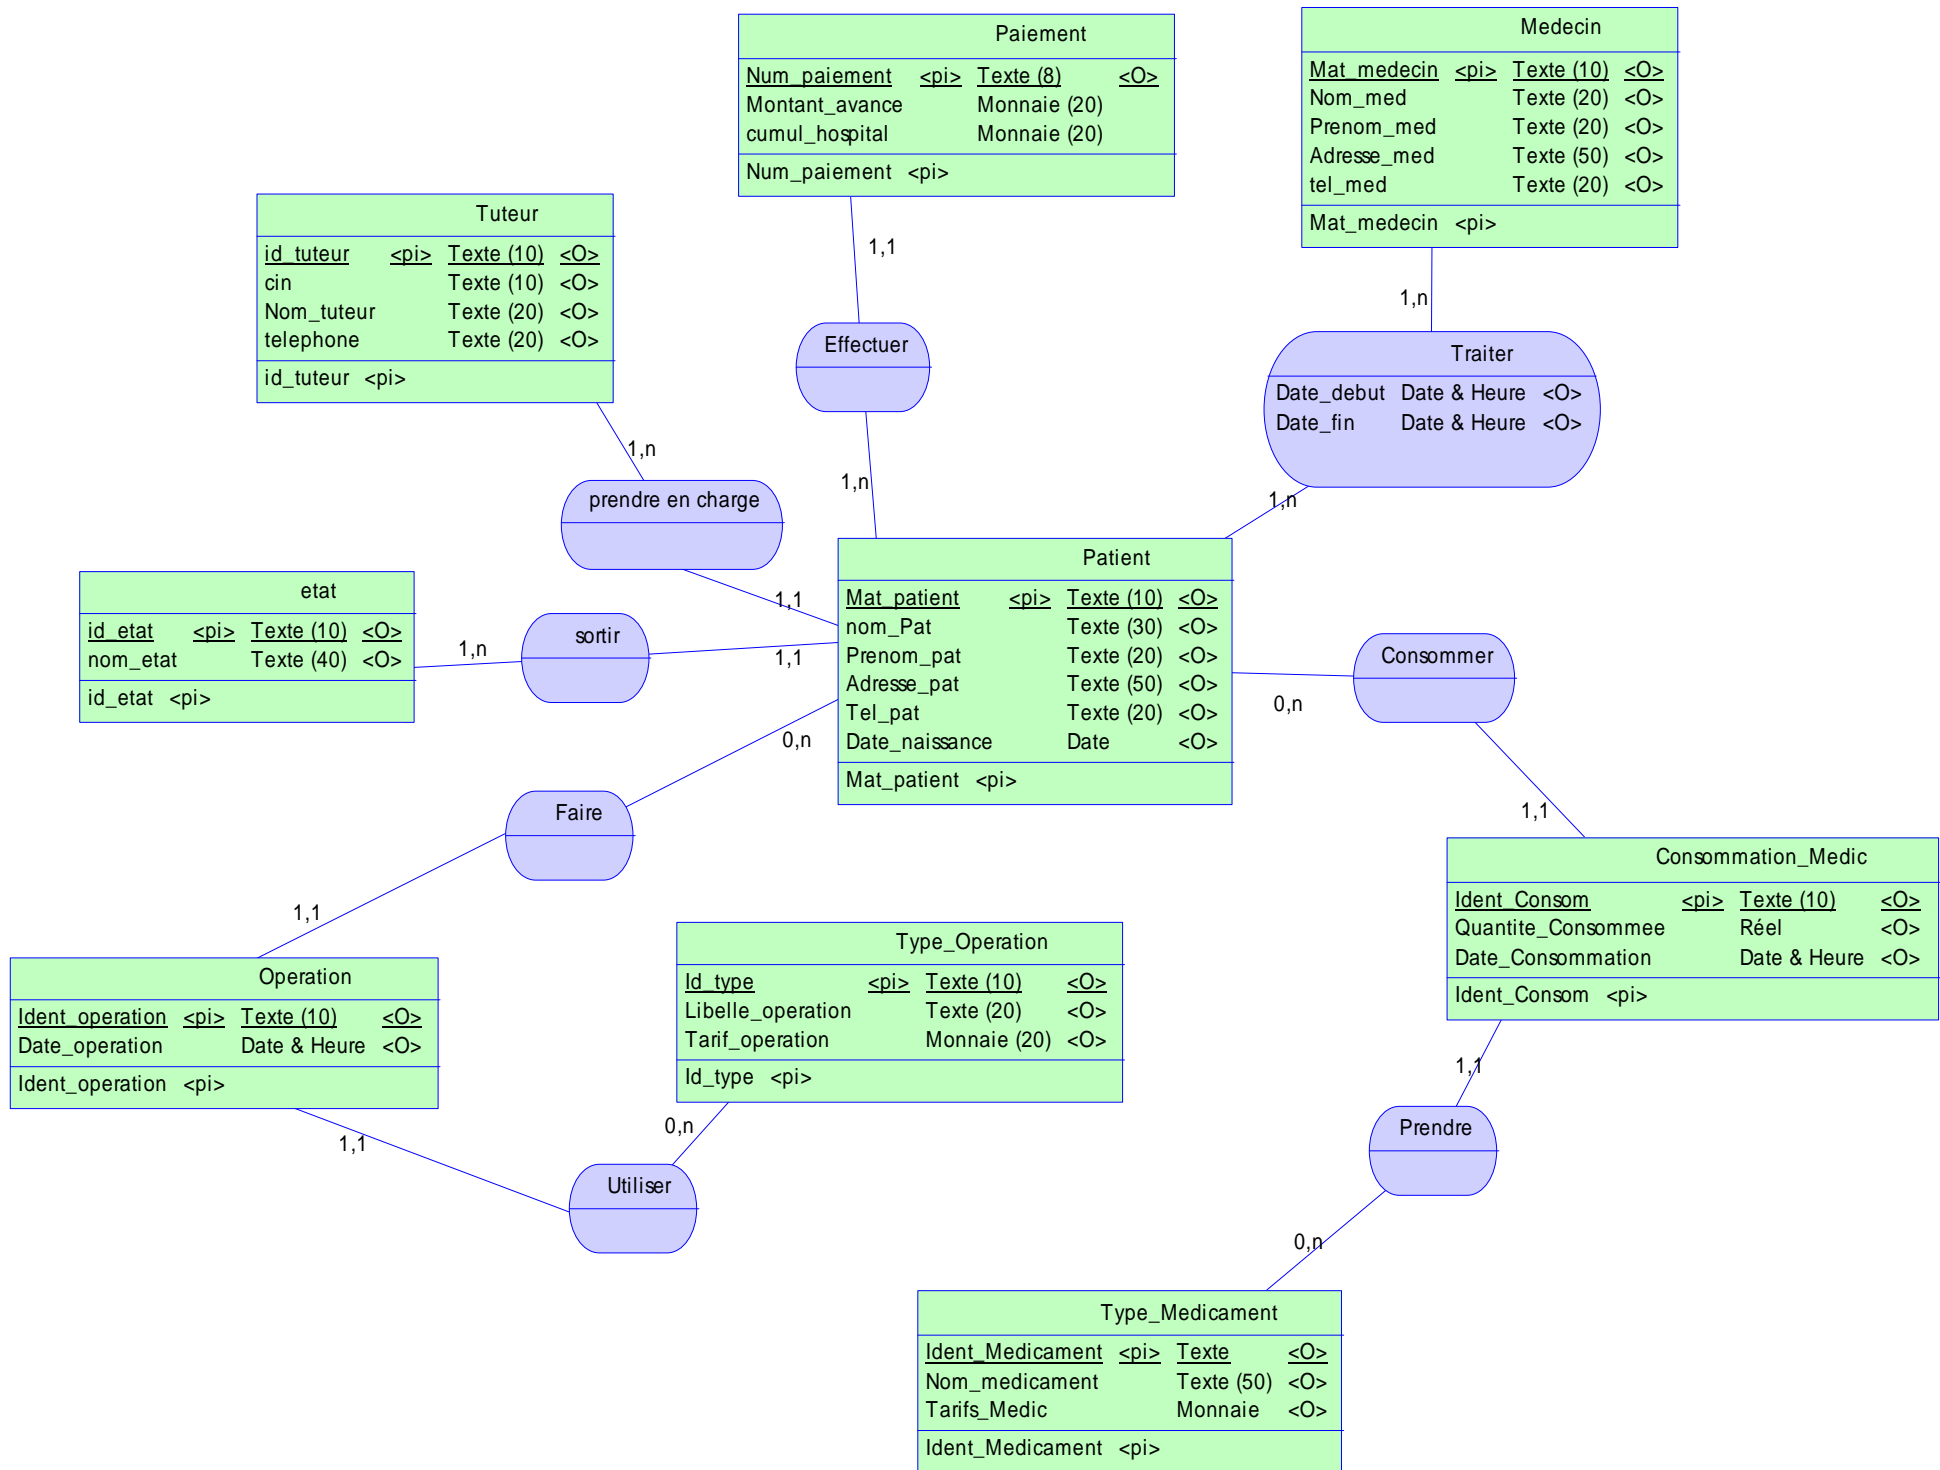 Paiement
Num_paiement <pi> Texte (8) <O>
Montant_avance Monnaie (20)
cumul_hospital Monnaie (20)
Num_paiement <pi>
Medecin
Mat_medecin <pi> Texte (10) <O>
Nom_med Texte (20) <O>
Prenom_med Texte (20) <O>
Adresse_med Texte (50) <O>
tel_med Texte (20) <O>
Mat_medecin <pi>
Tuteur
id_tuteur <pi> Texte (10) <O>
cin Texte (10) <O>
Nom_tuteur Texte (20) <O>
telephone Texte (20) <O>
id_tuteur <pi>
1,1
1,n
Effectuer
Traiter
Date_debut Date & Heure <O>
Date_fin Date & Heure <O>
1,n
1,n
1,n
prendre en charge
1,1
Patient
Mat_patient <pi> Texte (10) <O>
nom_Pat Texte (30) <O>
Prenom_pat Texte (20) <O>
Adresse_pat Texte (50) <O>
Tel_pat Texte (20) <O>
Date_naissance Date <O>
Mat_patient <pi>
etat
id_etat <pi> Texte (10) <O>
nom_etat Texte (40) <O>
id_etat <pi>
1,n
sortir
1,1
Consommer
0,n
1,1
0,n
Faire
1,1
Consommation_Medic
Ident_Consom <pi> Texte (10) <O>
Quantite_Consommee Réel <O>
Date_Consommation Date & Heure <O>
Ident_Consom <pi>
Type_Operation
Id_type <pi> Texte (10) <O>
Libelle_operation Texte (20) <O>
Tarif_operation Monnaie (20) <O>
Id_type <pi>
Operation
Ident_operation <pi> Texte (10) <O>
Date_operation Date & Heure <O>
Ident_operation <pi>
1,1
0,n
Utiliser
1,1
Prendre
0,n
Type_Medicament
Ident_Medicament <pi> Texte <O>
Nom_medicament Texte (50) <O>
Tarifs_Medic Monnaie <O>
Ident_Medicament <pi>